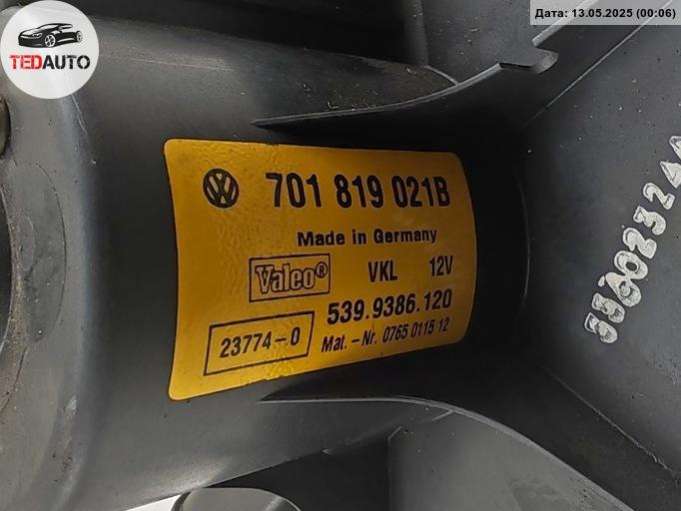 TEDAUTO
Дата: 13.05.2025 (00:06)
701 819 021B
Made in Germany
Valeo® VKL 12V
539.9386.120
23774-0
Mat. - Nr. 0765 0115 12